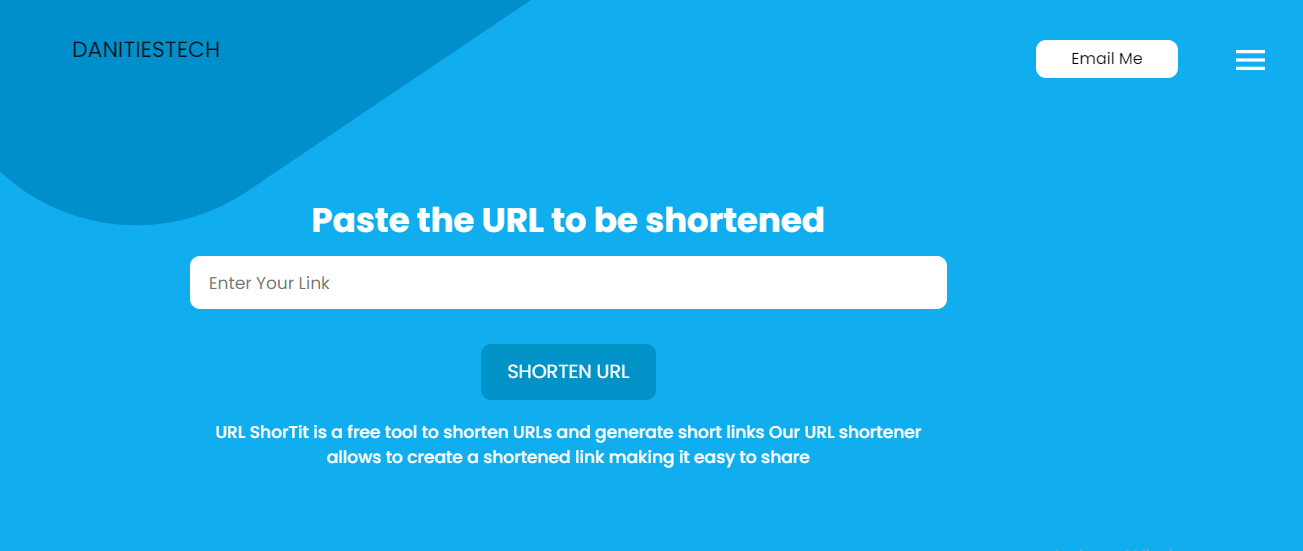 DANITIESTECH
Email Me
Paste the URL to be shortened
Enter Your Link
SHORTEN URL
URL ShorTit is a free tool to shorten URLs and generate short links Our URL shortener
allows to create a shortened link making it easy to share